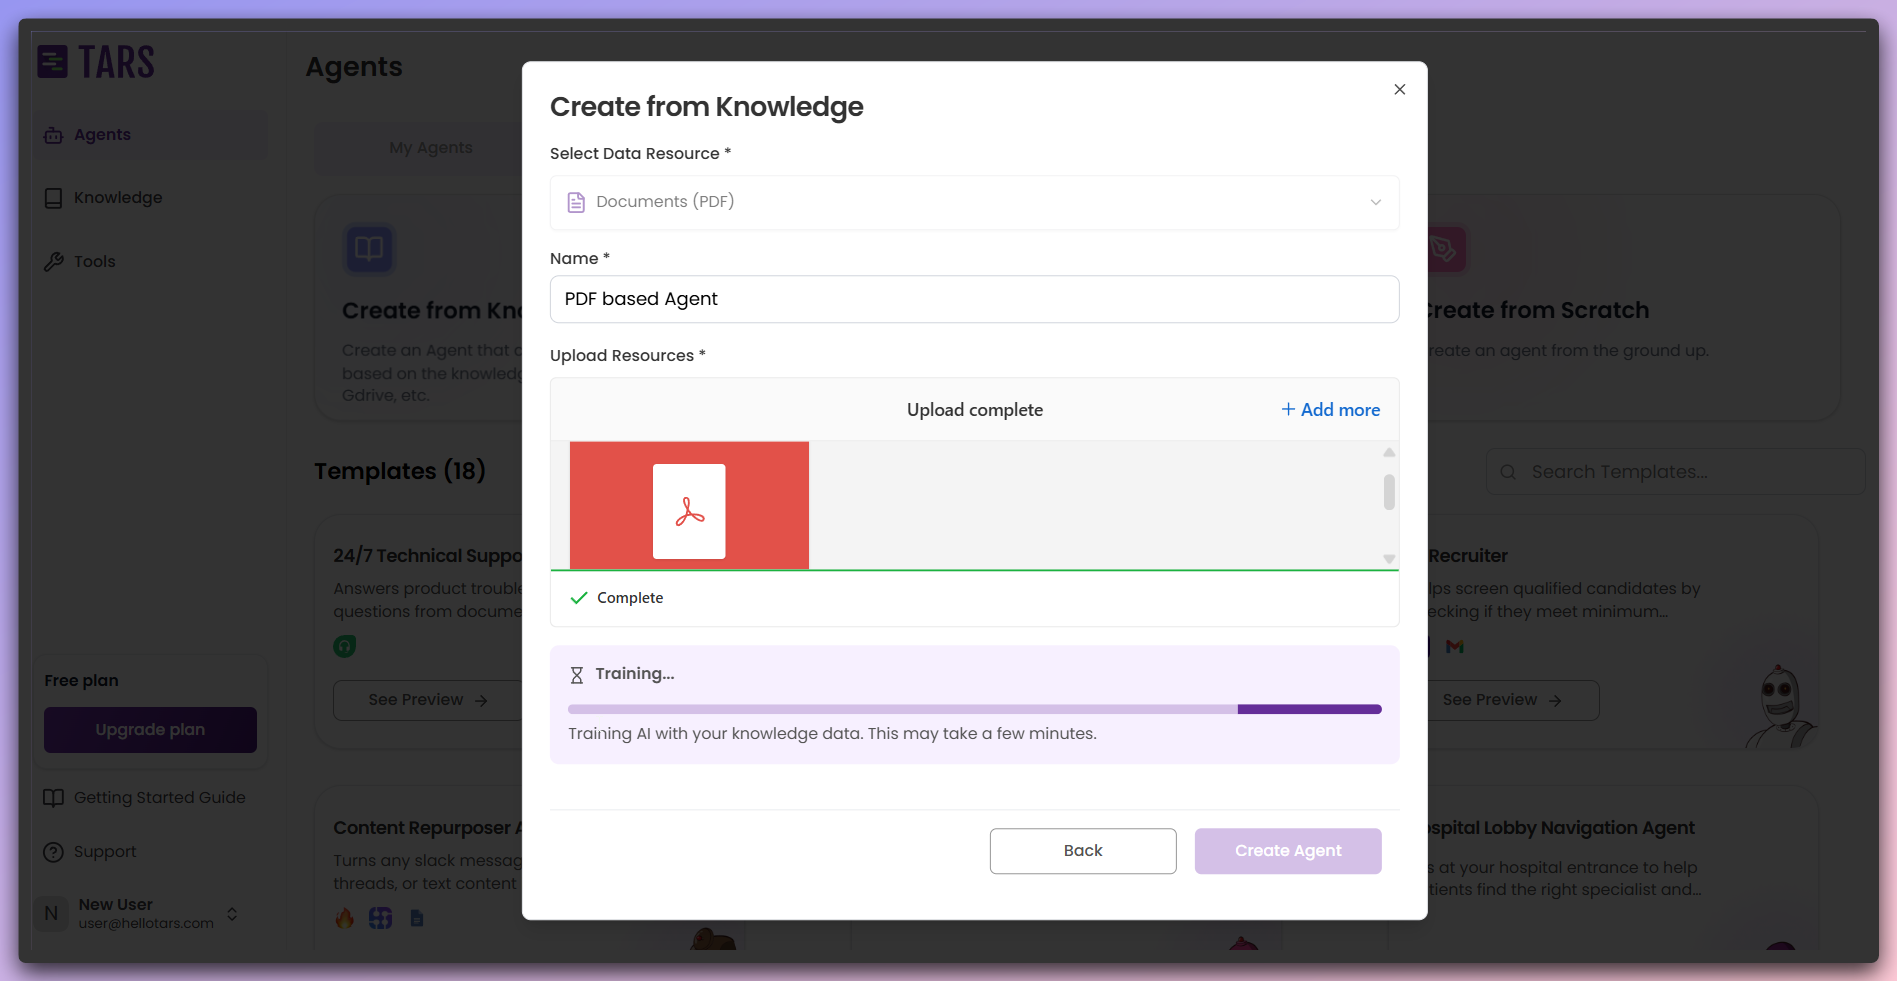 TARS
Agents
Knowledge
Tools
Free plan
Upgrade plan
Getting Started Guide
Support
N
New User
user@hellotars.com
Agents
My Agents
Create from Kn
Create an Agent that
based on the knowledg
Gdrive, etc.
Create from Scratch
reate an agent from the ground up.
Templates (18)
Search Templates...
24/7 Technical Suppo
Answers product trouble
questions from docume
See Preview
Recruiter
lps screen qualified candidates by
ecking if they meet minimum...
See Preview
Content Repurposer A
Turns any slack messag
threads, or text content
spital Lobby Navigation Agent
s at your hospital entrance to help
tients find the right specialist and...
Create from Knowledge
Select Data Resource *
Documents (PDF)
Name *
PDF based Agent
Upload Resources *
Upload complete
+ Add more
Complete
Training...
Training AI with your knowledge data. This may take a few minutes.
Back
Create Agent